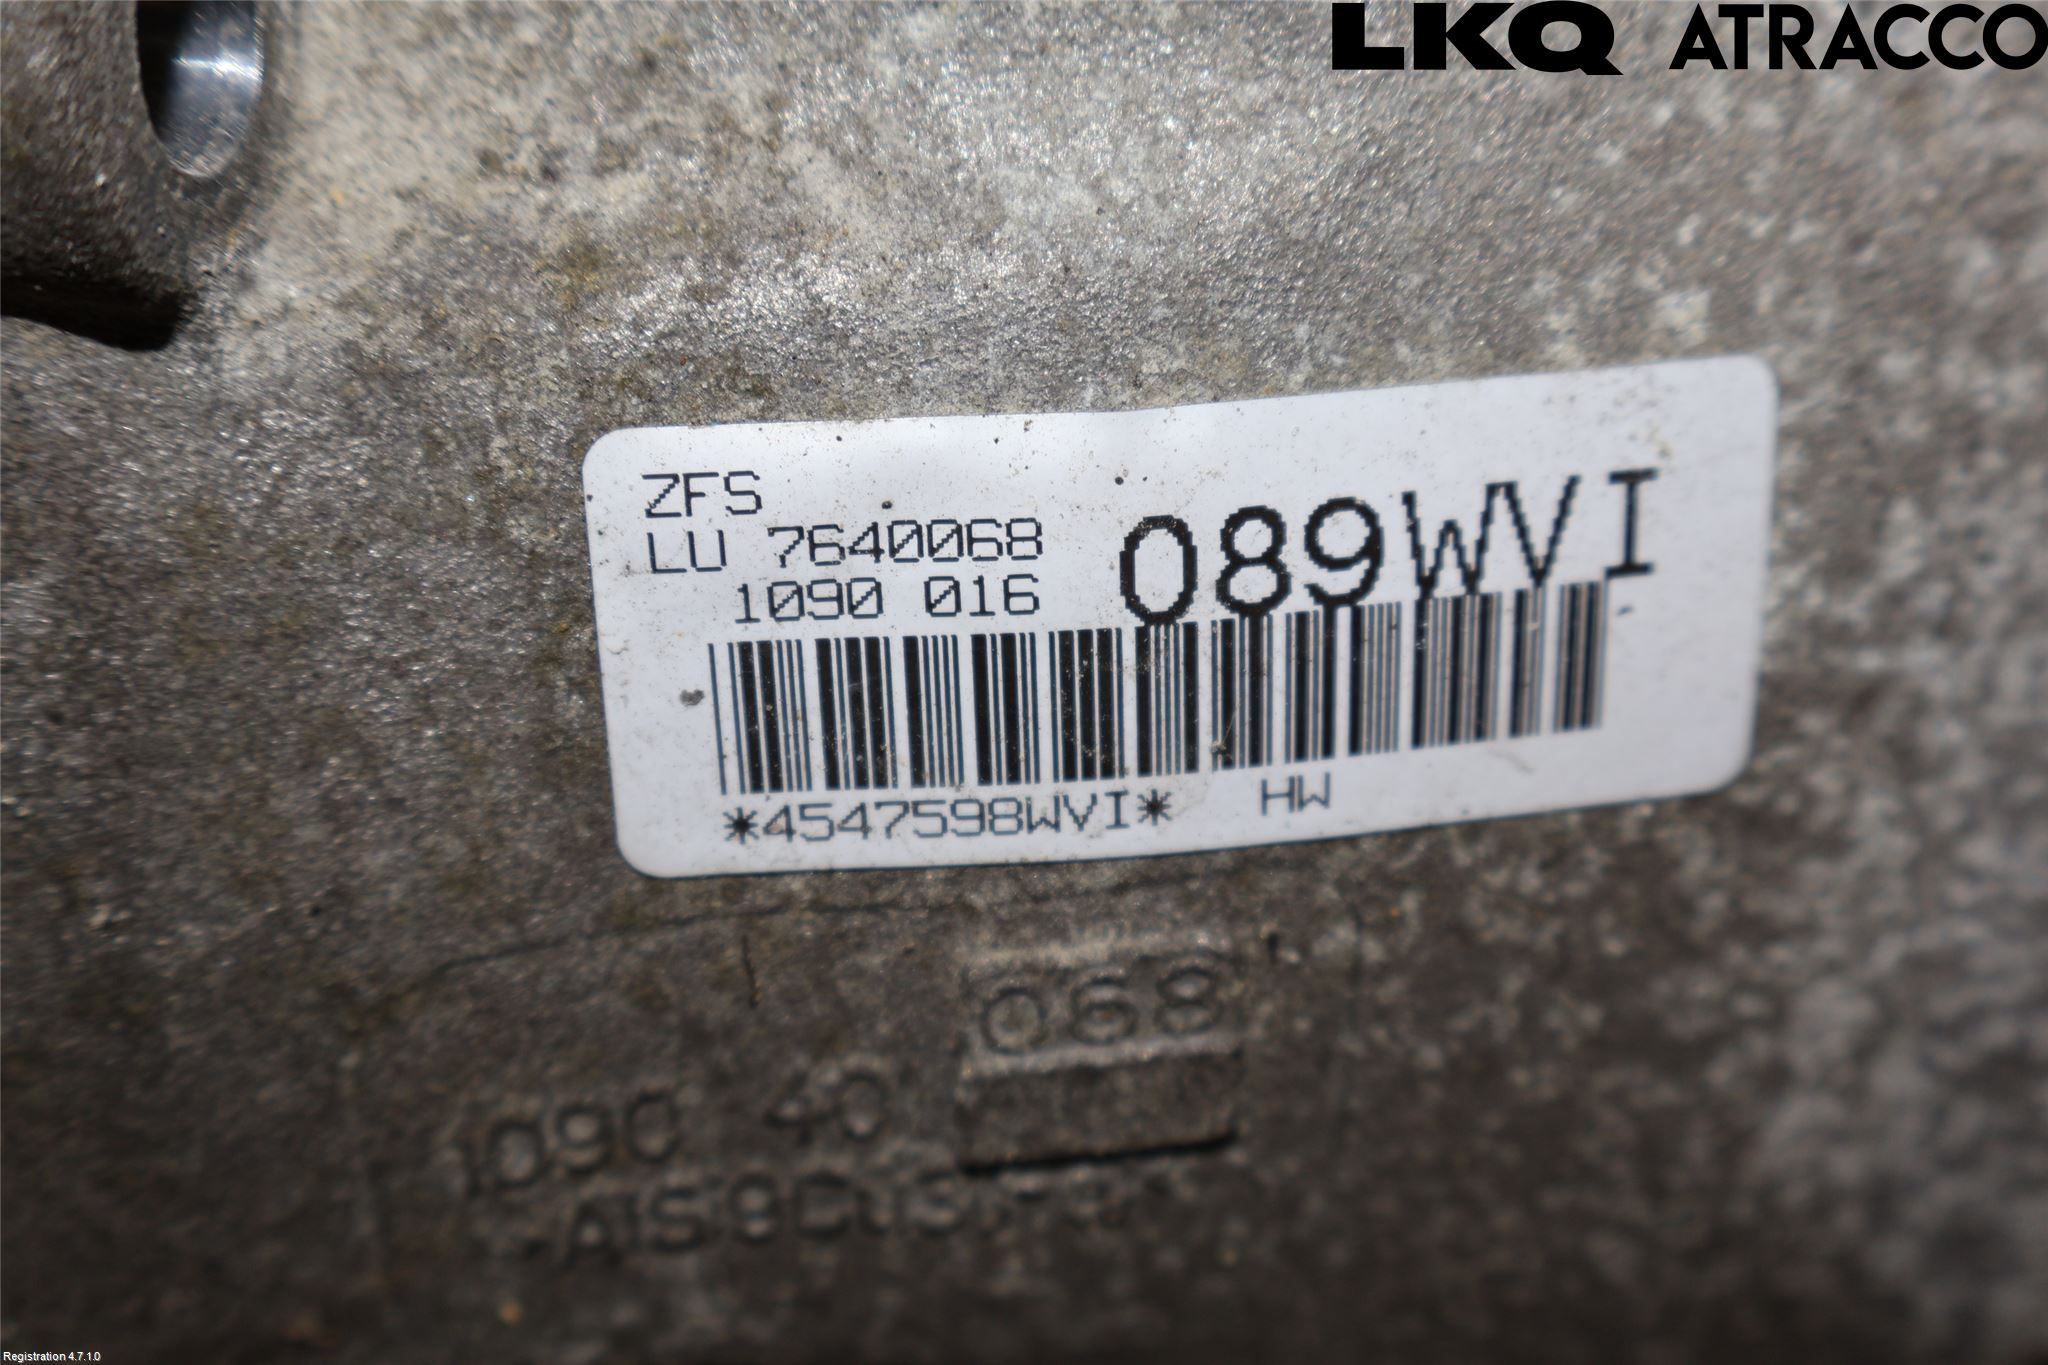 LKQ ATRACCO
ZFS
LU 7640068
1090 016
089WVI
*4547598WVI* HW
068
1090 40
Registration 4.7.1.0